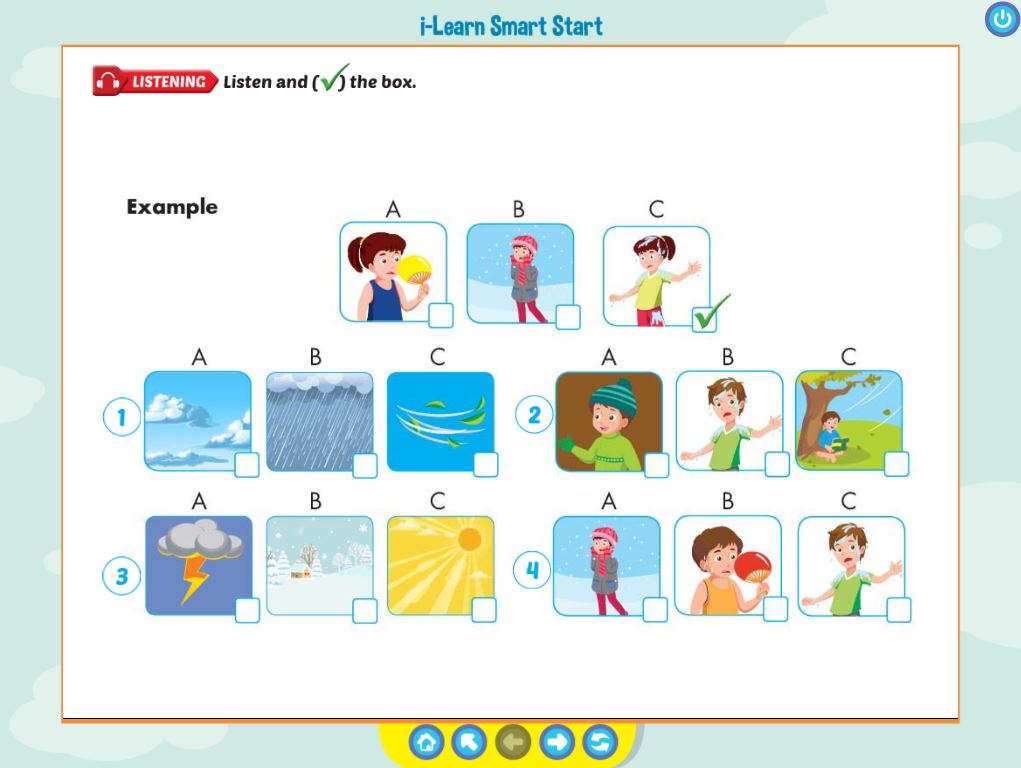 i-Learn Smart Start
LISTENING Listen and (✓) the box.
Example
A B C
A B C
1
A B C
2
A B C
3
A B C
4